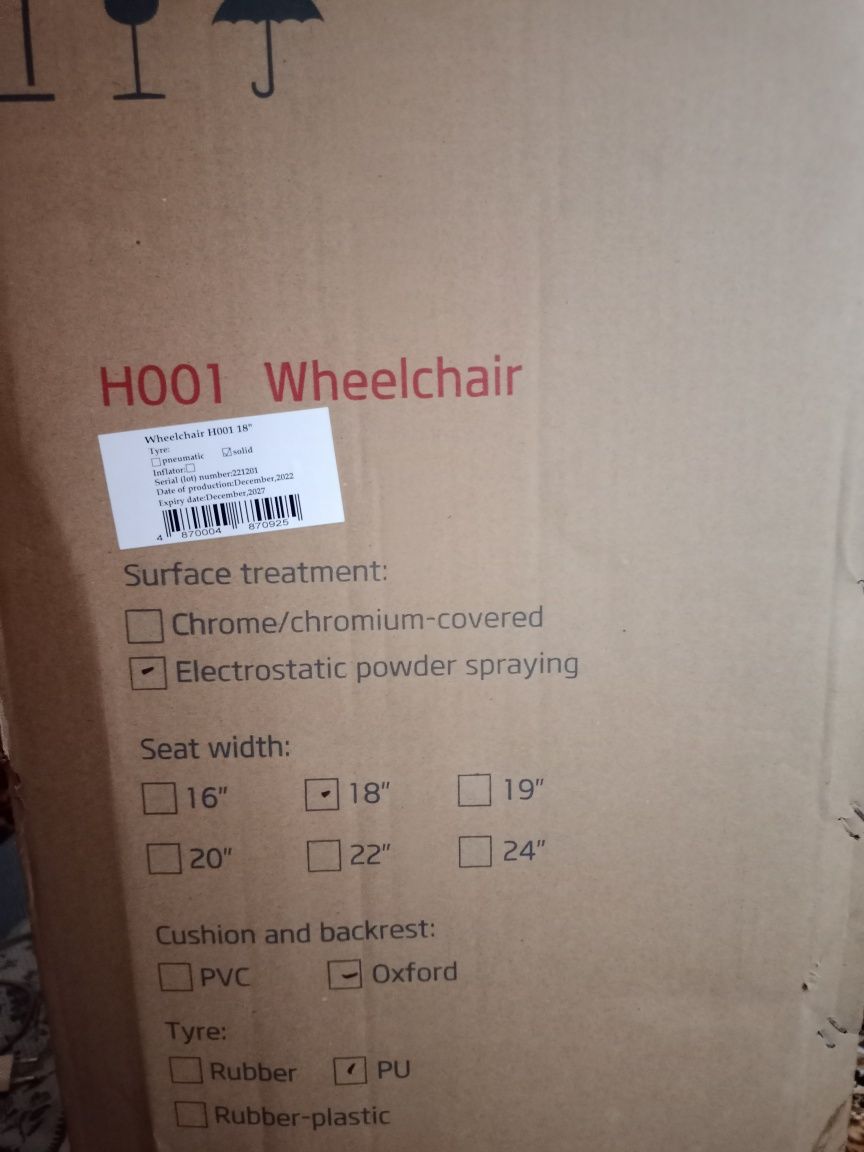 H001 Wheelchair
Wheelchair H001 18"
Tyre:
☐pneumatic ☑solid
Inflator:☐
Serial (lot) number:221201
Date of production:December,2022
Expiry date:December,2027
4 870004 870925
Surface treatment:
☐ Chrome/chromium-covered
☑ Electrostatic powder spraying
Seat width:
☐ 16" ☑ 18" ☐ 19"
☐ 20" ☐ 22" ☐ 24"
Cushion and backrest:
☐ PVC ☑ Oxford
Tyre:
☐ Rubber ☑ PU
☐ Rubber-plastic